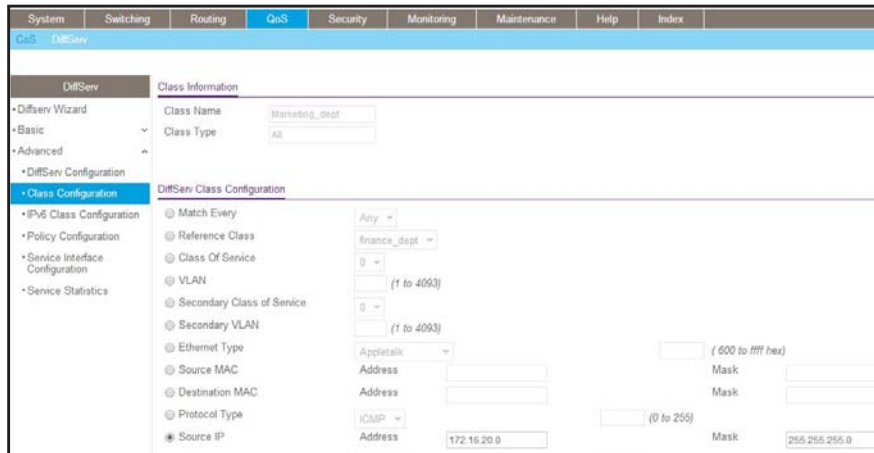 System Switching Routing QoS Security Monitoring Maintenance Help Index
CoS DiffServ
DiffServ
• Diffserv Wizard
• Basic
• Advanced
• DiffServ Configuration
• Class Configuration
• IPv6 Class Configuration
• Policy Configuration
• Service Interface
Configuration
• Service Statistics
Class Information
Class Name Marketing_dept
Class Type All
DiffServ Class Configuration
Match Every Any
Reference Class finance_dept
Class Of Service 0
VLAN (1 to 4093)
Secondary Class of Service 0
Secondary VLAN (1 to 4093)
Ethernet Type Appletalk ( 600 to ffff hex)
Source MAC Address Mask
Destination MAC Address Mask
Protocol Type ICMP (0 to 255)
Source IP Address 172.16.20.0 Mask 255.255.255.0